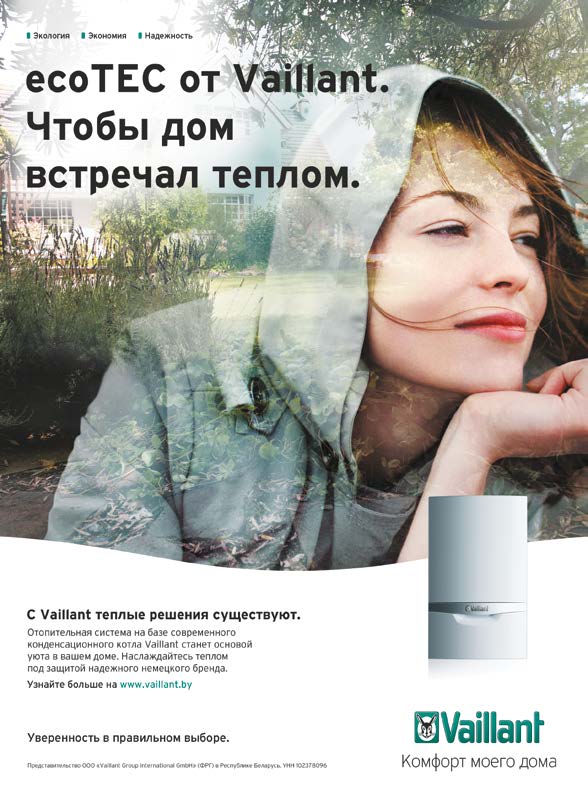 Экология Экономия Надежность
ecoTEC от Vaillant.
Чтобы дом
встречал теплом.
С Vaillant теплые решения существуют.
Отопительная система на базе современного
конденсационного котла Vaillant станет основой
уюта в вашем доме. Наслаждайтесь теплом
под защитой надежного немецкого бренда.
Узнайте больше на www.vaillant.by
Vaillant
Уверенность в правильном выборе.
Vaillant
Комфорт моего дома
Представительство ООО «Vaillant Group International GmbH» (ФРГ) в Республике Беларусь. УНН 102378096